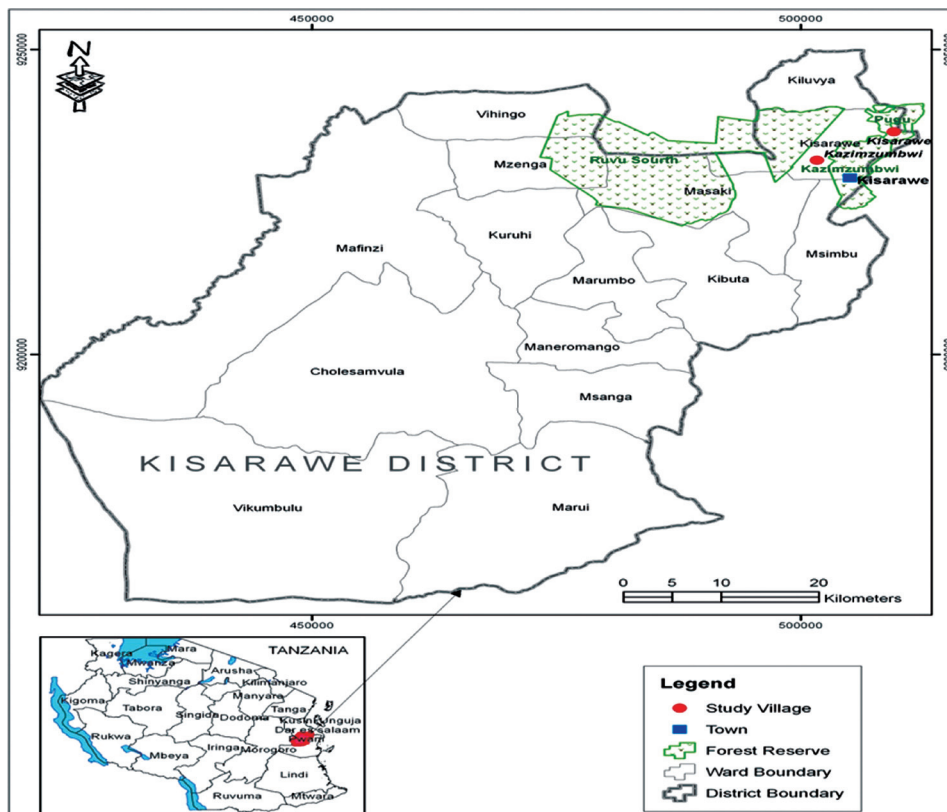 450000
500000
9250000
N
Kiluvya
Vihingo
Pugu
Kisarawe
Kisarawe
Kazimzumbwi
Mzenga
Ruvu Sourth
Kazimzumbwi
Masaki
Kisarawe
Kuruhi
Mafinzi
Msimbu
Marumbo
Kibuta
9200000
Maneromango
Cholesamvula
Msanga
KISARAWE DISTRICT
Vikumbulu
Marui
0 5 10 20
Kilometers
450000
500000
TANZANIA
Mara
Kagera
Mwanza
Arusha
Shinyanga
Kilimanjaro
Kigoma
Manyara
Tabora
Tanga
Singida
Dodoma
Dar es salaam
Pwani
Rukwa
Iringa
Morogoro
Mbeya
Lindi
Ruvuma
Mtwara
Legend
Study Village
Town
Forest Reserve
Ward Boundary
District Boundary